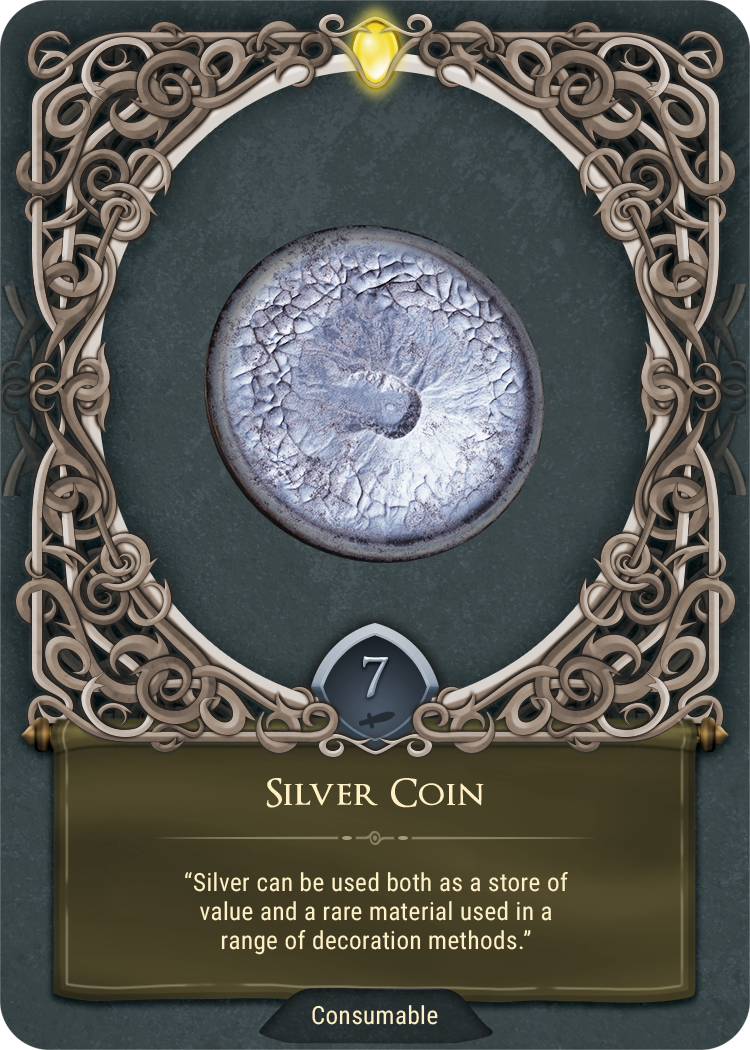 7
Silver Coin
“Silver can be used both as a store of
value and a rare material used in a
range of decoration methods.”
Consumable